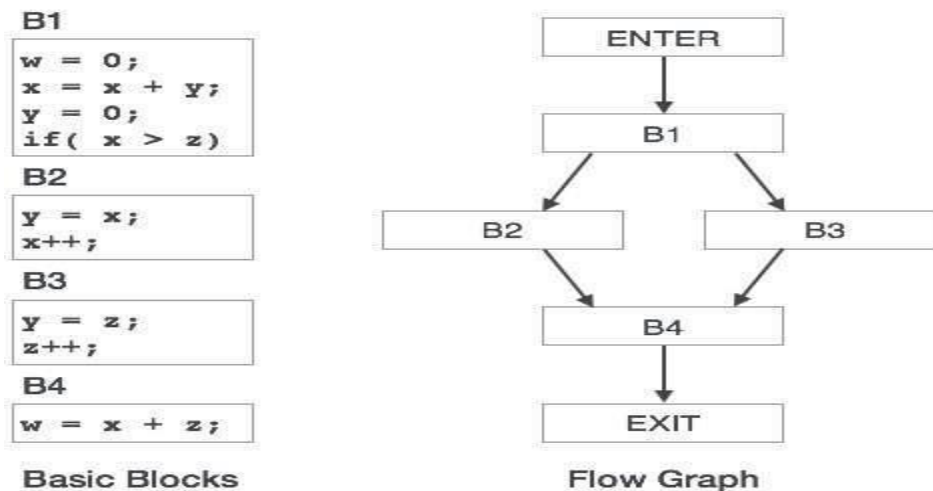 B1
w = 0;
x = x + y;
y = 0;
if( x > z)
B2
y = x;
x++;
B3
y = z;
z++;
B4
w = x + z;
Basic Blocks
ENTER
B1
B2 B3
B4
EXIT
Flow Graph